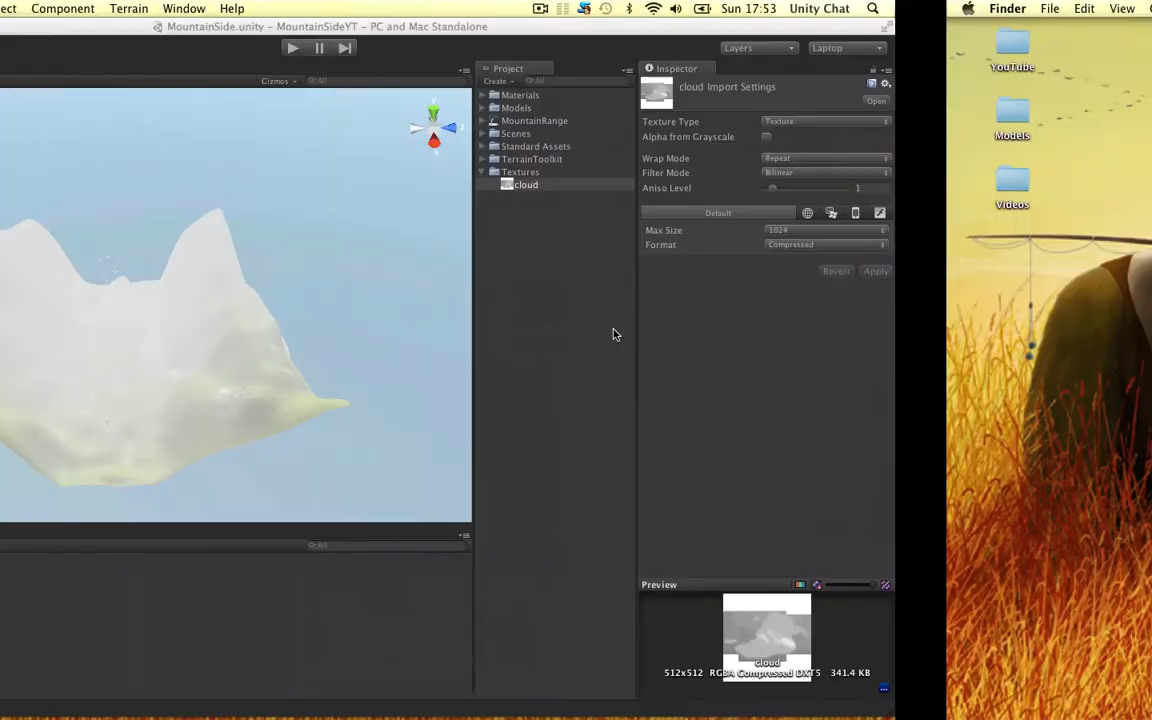 ect Component Terrain Window Help Sun 17:53 Unity Chat Finder File Edit View
MountainSide.unity - MountainSideYT - PC and Mac Standalone
Layers Laptop
YouTube
Project
Inspector
Gizmos All
Create All
cloud Import Settings
Open
Materials
Models
MountainRange
Scenes
Standard Assets
TerrainToolkit
Textures
cloud
Texture Type Texture
Alpha from Grayscale
Models
Wrap Mode Repeat
Filter Mode Bilinear
Aniso Level 1
Videos
Default
Max Size 1024
Format Compressed
Revert Apply
All
Preview
cloud
512x512 RGBA Compressed DXT5 341.4 KB